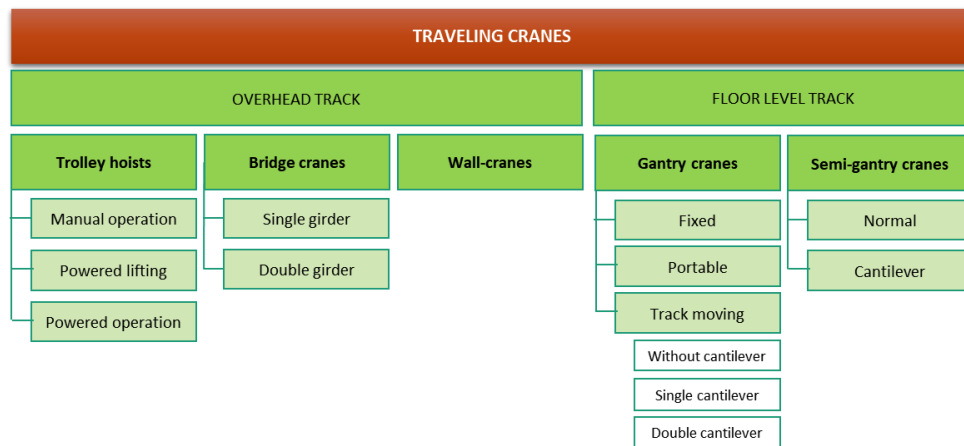 TRAVELING CRANES
OVERHEAD TRACK
FLOOR LEVEL TRACK
Trolley hoists
Bridge cranes
Wall-cranes
Gantry cranes
Semi-gantry cranes
Manual operation
Single girder
Fixed
Normal
Powered lifting
Double girder
Portable
Cantilever
Powered operation
Track moving
Without cantilever
Single cantilever
Double cantilever